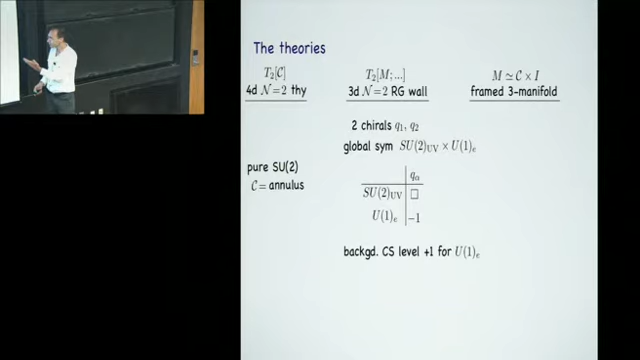 The theories
T₂[C] T₂[M; ...] M ≃ C × I
4d N=2 thy 3d N=2 RG wall framed 3-manifold
2 chirals q₁, q₂
global sym SU(2)_UV × U(1)_e
pure SU(2)
C = annulus
q_α
SU(2)_UV □
U(1)_e −1
backgd. CS level +1 for U(1)_e